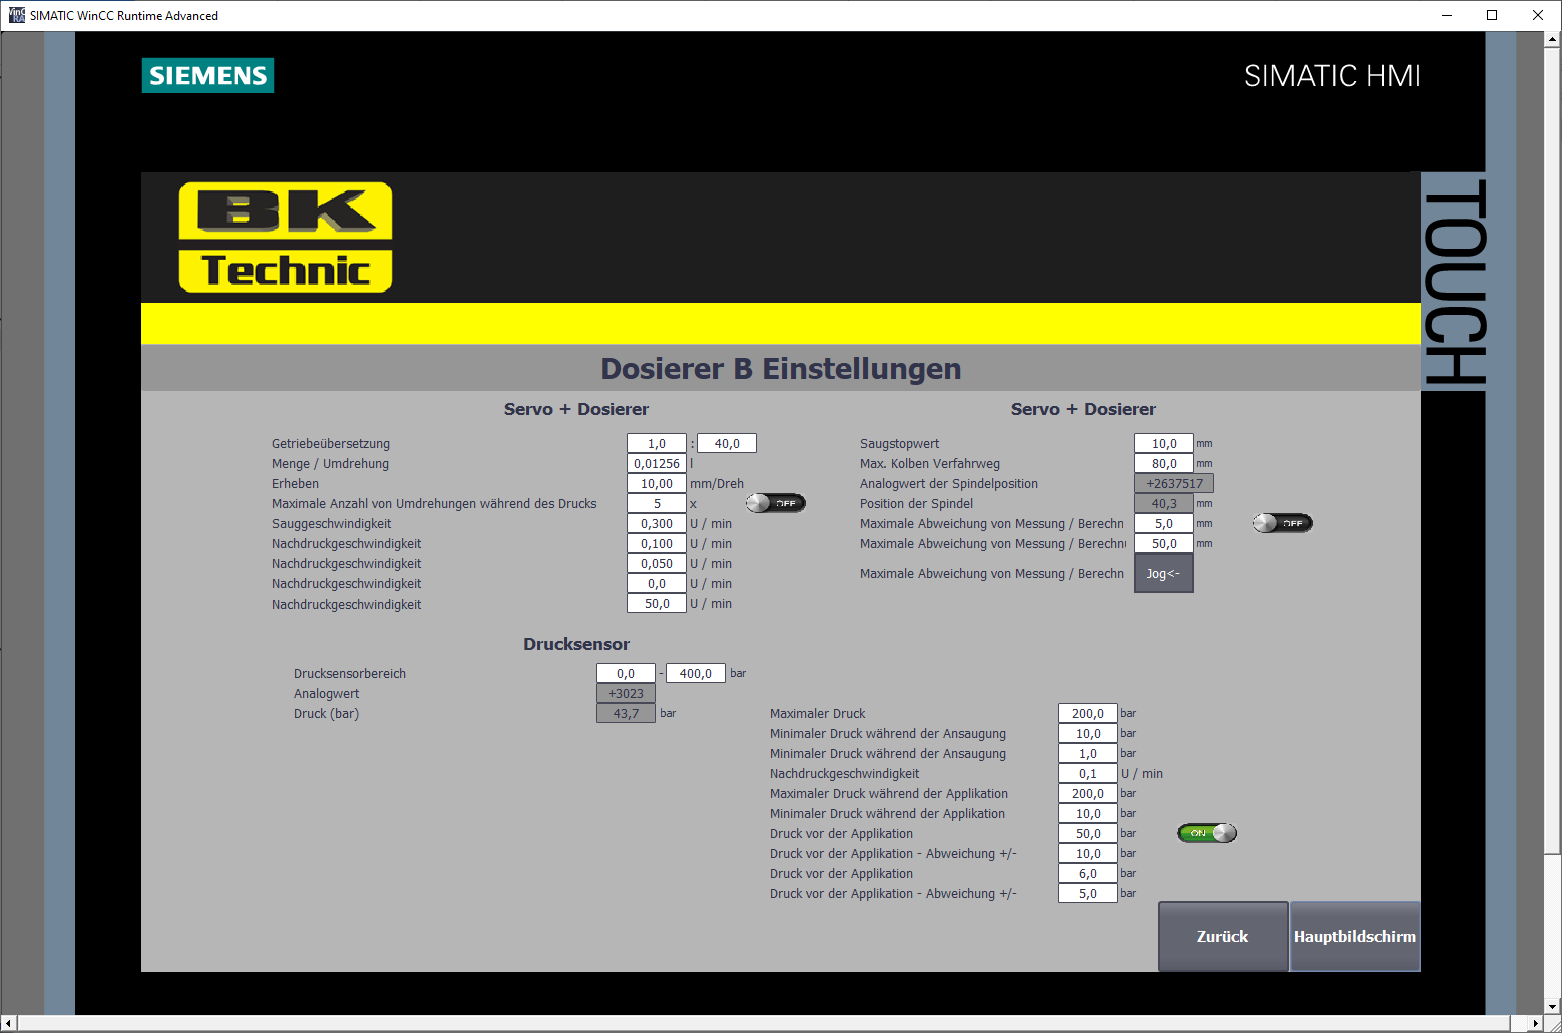 SIMATIC WinCC Runtime Advanced
SIEMENS
SIMATIC HMI
TOUCH
BK
Technic
Dosierer B Einstellungen
Servo + Dosierer
Getriebeübersetzung 1,0 : 40,0
Menge / Umdrehung 0,01256 l
Erheben 10,00 mm/Dreh
Maximale Anzahl von Umdrehungen während des Drucks 5 x OFF
Sauggeschwindigkeit 0,300 U / min
Nachdruckgeschwindigkeit 0,100 U / min
Nachdruckgeschwindigkeit 0,050 U / min
Nachdruckgeschwindigkeit 0,0 U / min
Nachdruckgeschwindigkeit 50,0 U / min
Servo + Dosierer
Saugstopwert 10,0 mm
Max. Kolben Verfahrweg 80,0 mm
Analogwert der Spindelposition +2637517
Position der Spindel 40,3 mm
Maximale Abweichung von Messung / Berechn 5,0 mm OFF
Maximale Abweichung von Messung / Berechn 50,0 mm
Maximale Abweichung von Messung / Berechn Jog<-
Drucksensor
Drucksensorbereich 0,0 - 400,0 bar
Analogwert +3023
Druck (bar) 43,7 bar
Maximaler Druck 200,0 bar
Minimaler Druck während der Ansaugung 10,0 bar
Minimaler Druck während der Ansaugung 1,0 bar
Nachdruckgeschwindigkeit 0,1 U / min
Maximaler Druck während der Applikation 200,0 bar
Minimaler Druck während der Applikation 10,0 bar
Druck vor der Applikation 50,0 bar ON
Druck vor der Applikation - Abweichung +/- 10,0 bar
Druck vor der Applikation 6,0 bar
Druck vor der Applikation - Abweichung +/- 5,0 bar
Zurück
Hauptbildschirm